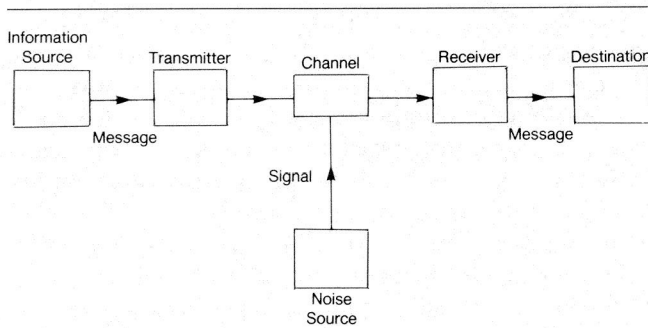 Information
Source
Transmitter
Channel
Receiver
Destination
Message
Message
Signal
Noise
Source